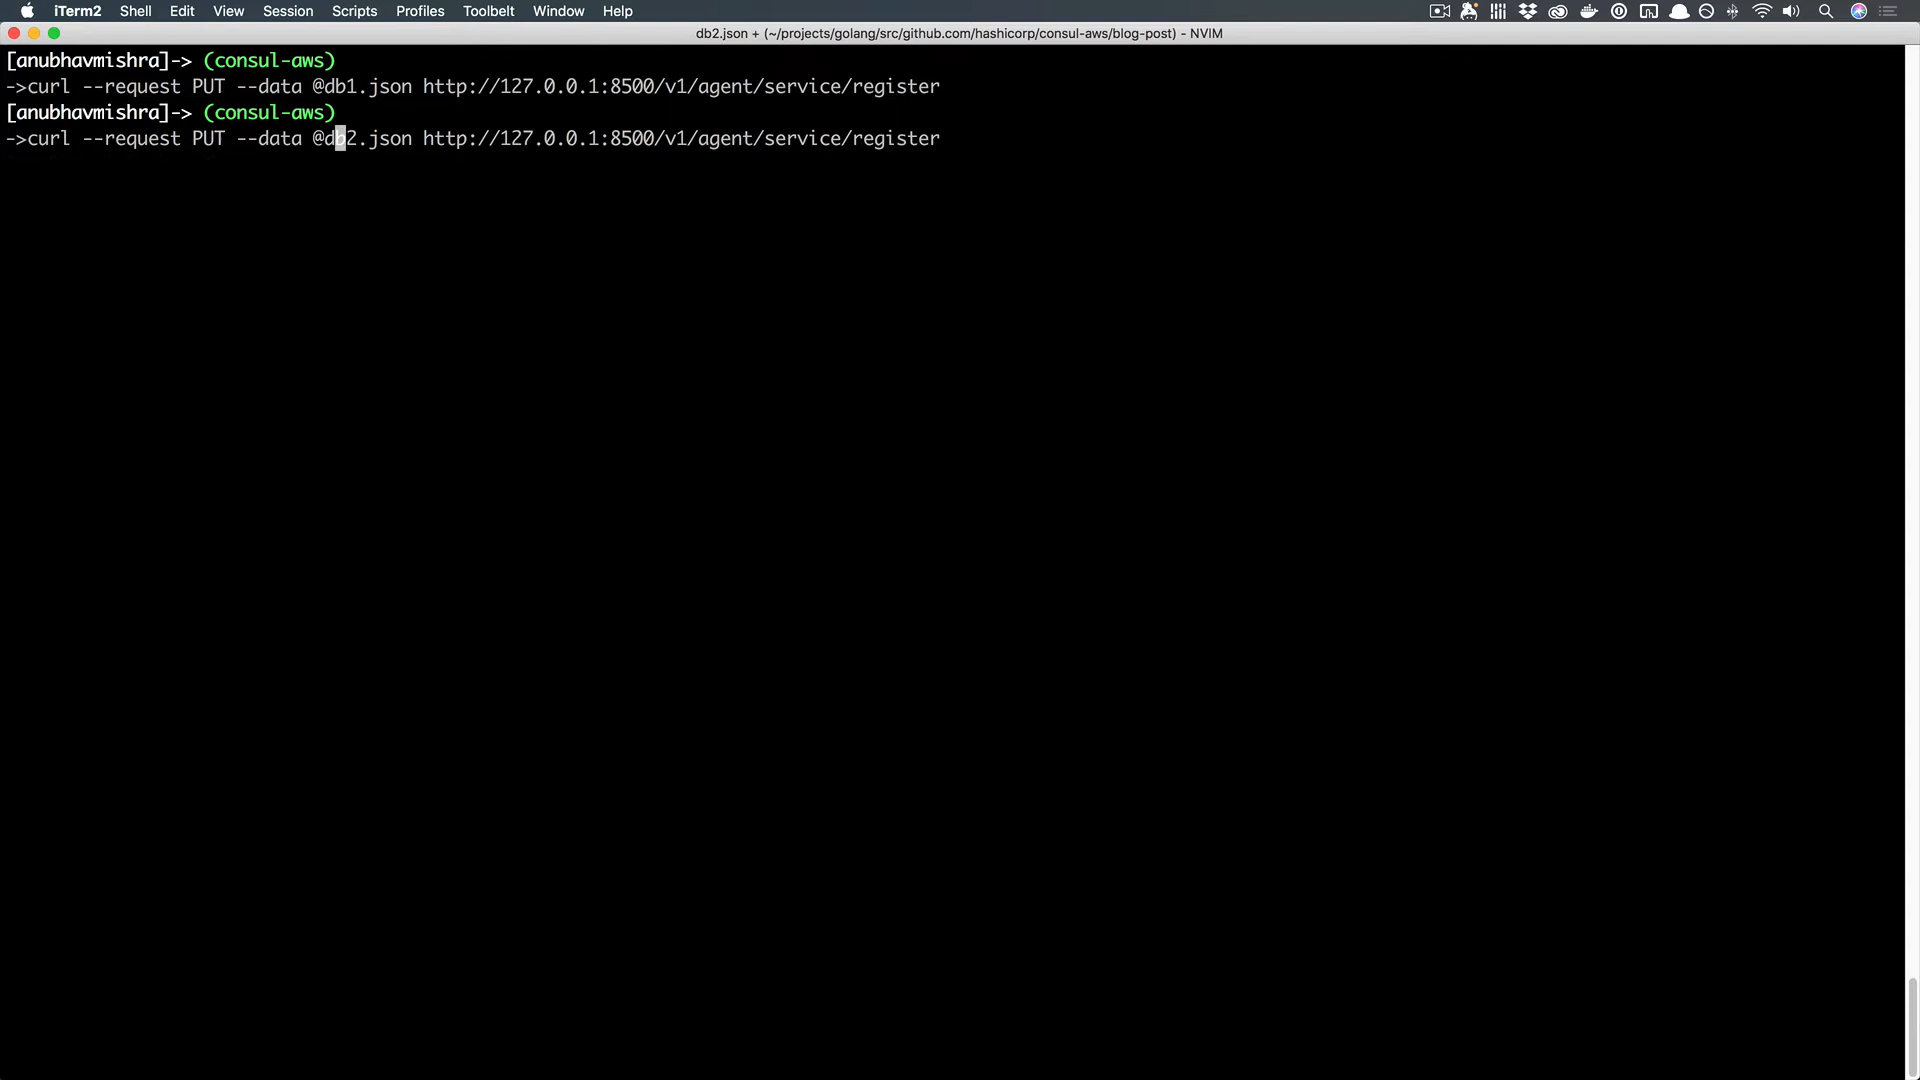 iTerm2 Shell Edit View Session Scripts Profiles Toolbelt Window Help
db2.json + (~/projects/golang/src/github.com/hashicorp/consul-aws/blog-post) - NVIM
[anubhavmishra]-> (consul-aws)
->curl --request PUT --data @db1.json http://127.0.0.1:8500/v1/agent/service/register
[anubhavmishra]-> (consul-aws)
->curl --request PUT --data @db2.json http://127.0.0.1:8500/v1/agent/service/register